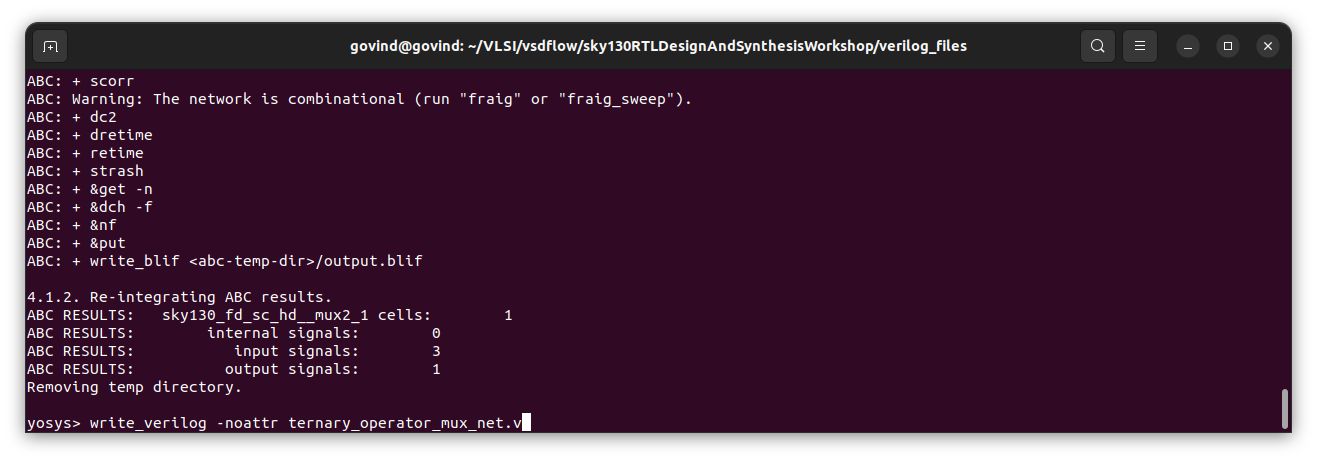 govind@govind: ~/VLSI/vsdflow/sky130RTLDesignAndSynthesisWorkshop/verilog_files
ABC: + scorr
ABC: Warning: The network is combinational (run "fraig" or "fraig_sweep").
ABC: + dc2
ABC: + dretime
ABC: + retime
ABC: + strash
ABC: + &get -n
ABC: + &dch -f
ABC: + &nf
ABC: + &put
ABC: + write_blif <abc-temp-dir>/output.blif
4.1.2. Re-integrating ABC results.
ABC RESULTS:   sky130_fd_sc_hd__mux2_1 cells:        1
ABC RESULTS:        internal signals:        0
ABC RESULTS:           input signals:        3
ABC RESULTS:          output signals:        1
Removing temp directory.
yosys> write_verilog -noattr ternary_operator_mux_net.v